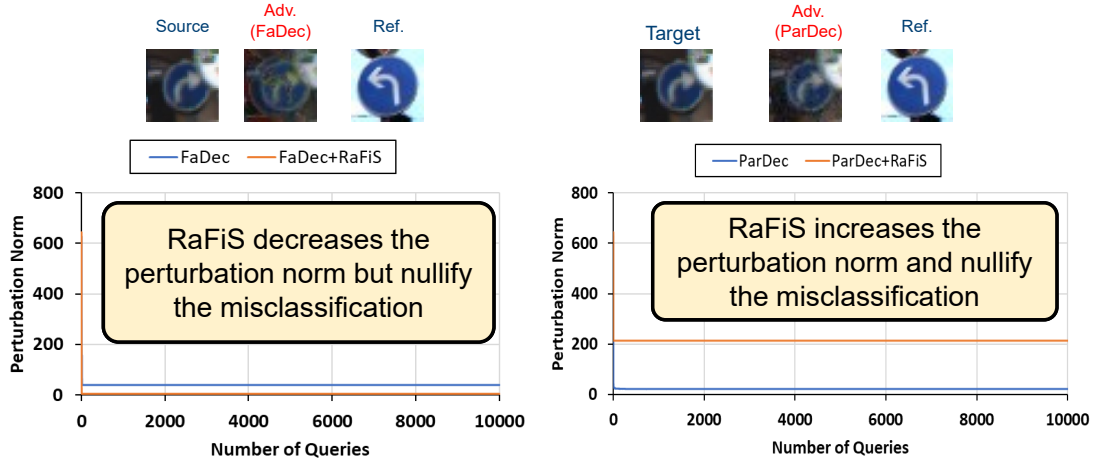 Source
Adv.
(FaDec)
Ref.
FaDec
FaDec+RaFiS
800
600
400
200
0
Perturbation Norm
RaFiS decreases the
perturbation norm but nullify
the misclassification
0
2000
4000
6000
8000
10000
Number of Queries
Target
Adv.
(ParDec)
Ref.
ParDec
ParDec+RaFiS
800
600
400
200
0
Perturbation Norm
RaFiS increases the
perturbation norm and nullify
the misclassification
0
2000
4000
6000
8000
10000
Number of Queries